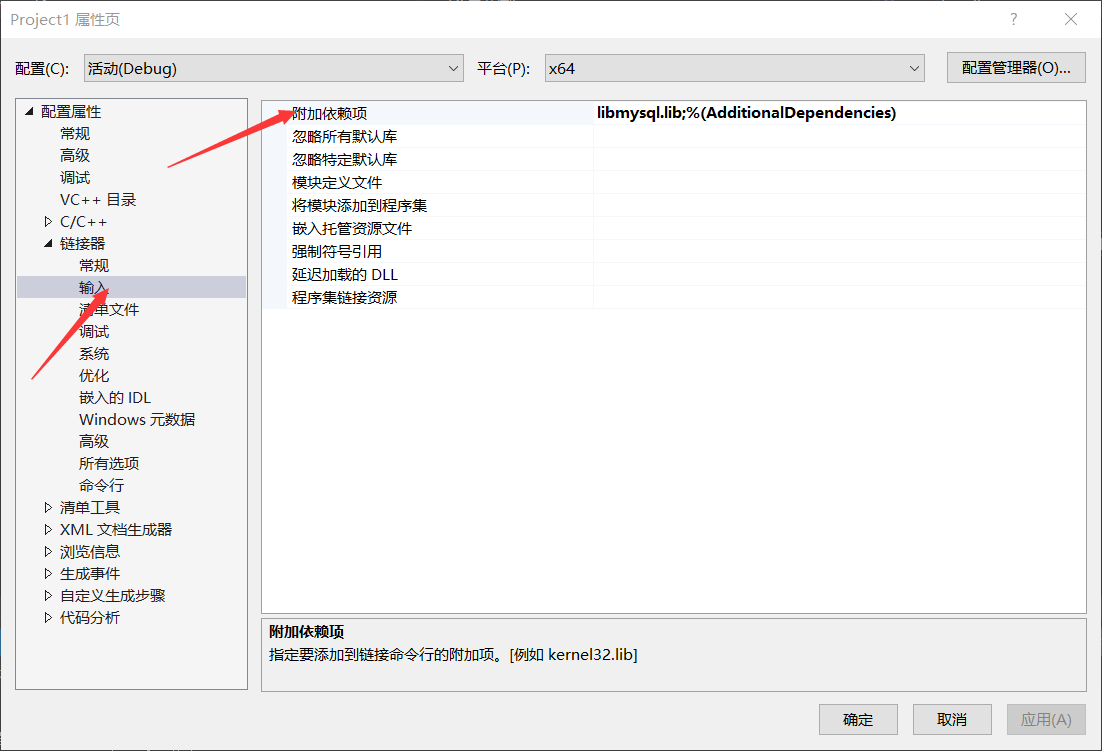 Project1 属性页
配置(C): 活动(Debug) 平台(P): x64 配置管理器(O)...
配置属性
常规
高级
调试
VC++ 目录
C/C++
链接器
常规
输入
清单文件
调试
系统
优化
嵌入的 IDL
Windows 元数据
高级
所有选项
命令行
清单工具
XML 文档生成器
浏览信息
生成事件
自定义生成步骤
代码分析
附加依赖项 libmysql.lib;%(AdditionalDependencies)
忽略所有默认库
忽略特定默认库
模块定义文件
将模块添加到程序集
嵌入托管资源文件
强制符号引用
延迟加载的 DLL
程序集链接资源
附加依赖项
指定要添加到链接命令行的附加项。[例如 kernel32.lib]
确定 取消 应用(A)